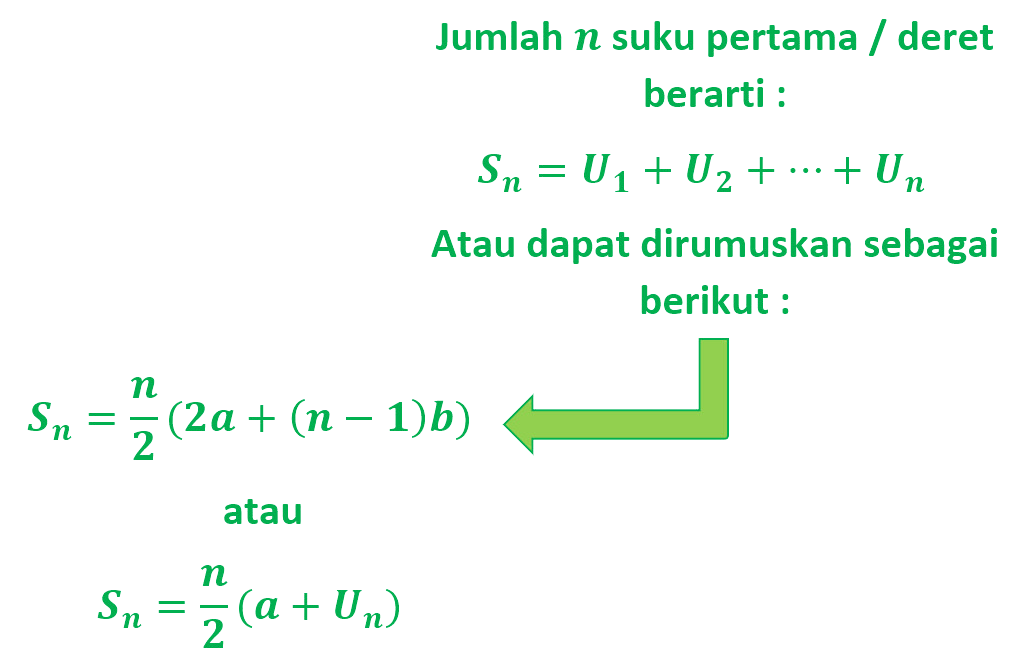 Jumlah n suku pertama / deret
berarti :
Sₙ = U₁ + U₂ + ⋯ + Uₙ
Atau dapat dirumuskan sebagai
berikut :
Sₙ = n/2 (2a + (n − 1)b)
atau
Sₙ = n/2 (a + Uₙ)